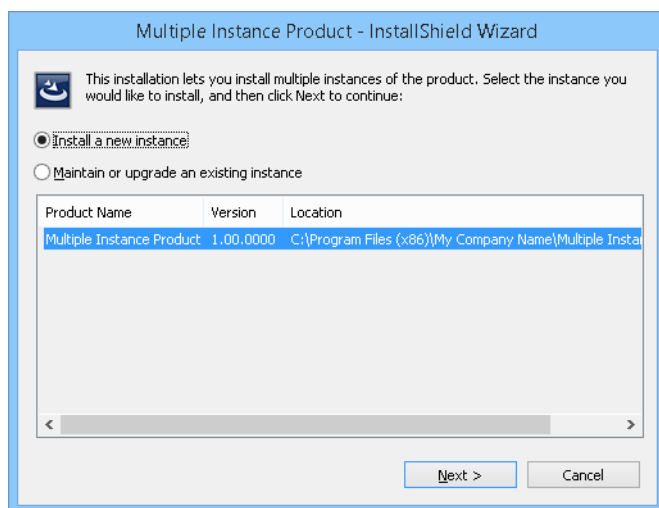 Multiple Instance Product - InstallShield Wizard
This installation lets you install multiple instances of the product. Select the instance you
would like to install, and then click Next to continue:
Install a new instance
Maintain or upgrade an existing instance
Product Name Version Location
Multiple Instance Product 1.00.0000 C:\Program Files (x86)\My Company Name\Multiple Instan
Next > Cancel